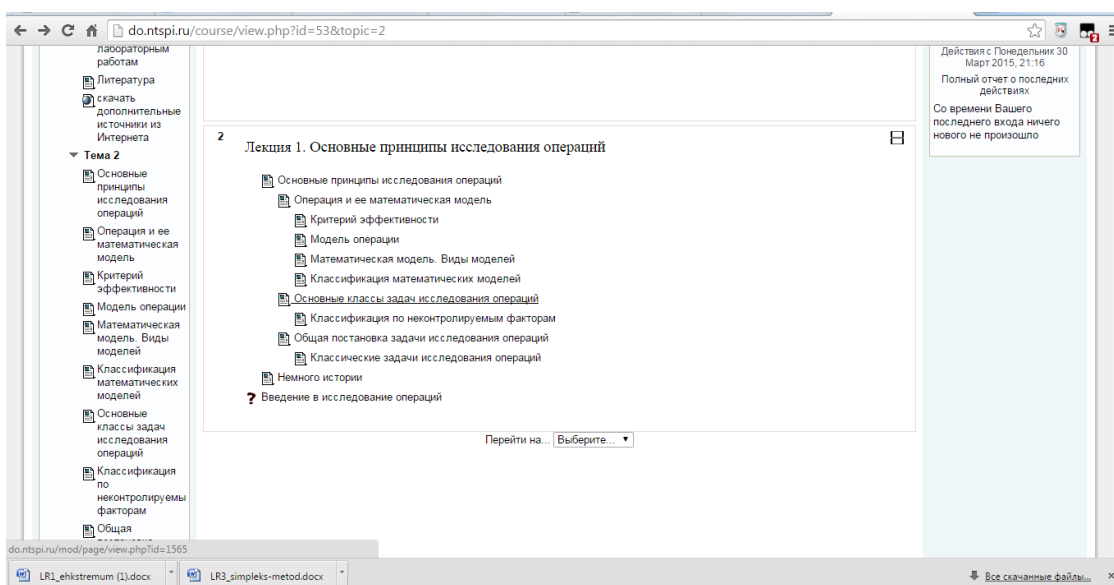 do.ntspi.ru/course/view.php?id=53&topic=2
2
лабораторным
работам
Литература
скачать
дополнительные
источники из
Интернета
Тема 2
Основные
принципы
исследования
операций
Операция и ее
математическая
модель
Критерий
эффективности
Модель операции
Математическая
модель. Виды
моделей
Классификация
математических
моделей
Основные
классы задач
исследования
операций
Классификация
по
неконтролируемы
факторам
Общая
2
Лекция 1. Основные принципы исследования операций
Основные принципы исследования операций
Операция и ее математическая модель
Критерий эффективности
Модель операции
Математическая модель. Виды моделей
Классификация математических моделей
Основные классы задач исследования операций
Классификация по неконтролируемым факторам
Общая постановка задачи исследования операций
Классические задачи исследования операций
Немного истории
? Введение в исследование операций
Перейти на... Выберите...
Действия с Понедельник 30
Март 2015, 21:16
Полный отчет о последних
действиях
Со времени Вашего
последнего входа ничего
нового не произошло
do.ntspi.ru/mod/page/view.php?id=1565
LR1_ehkstremum (1).docx
LR3_simpleks-metod.docx
Все скачанные файлы...